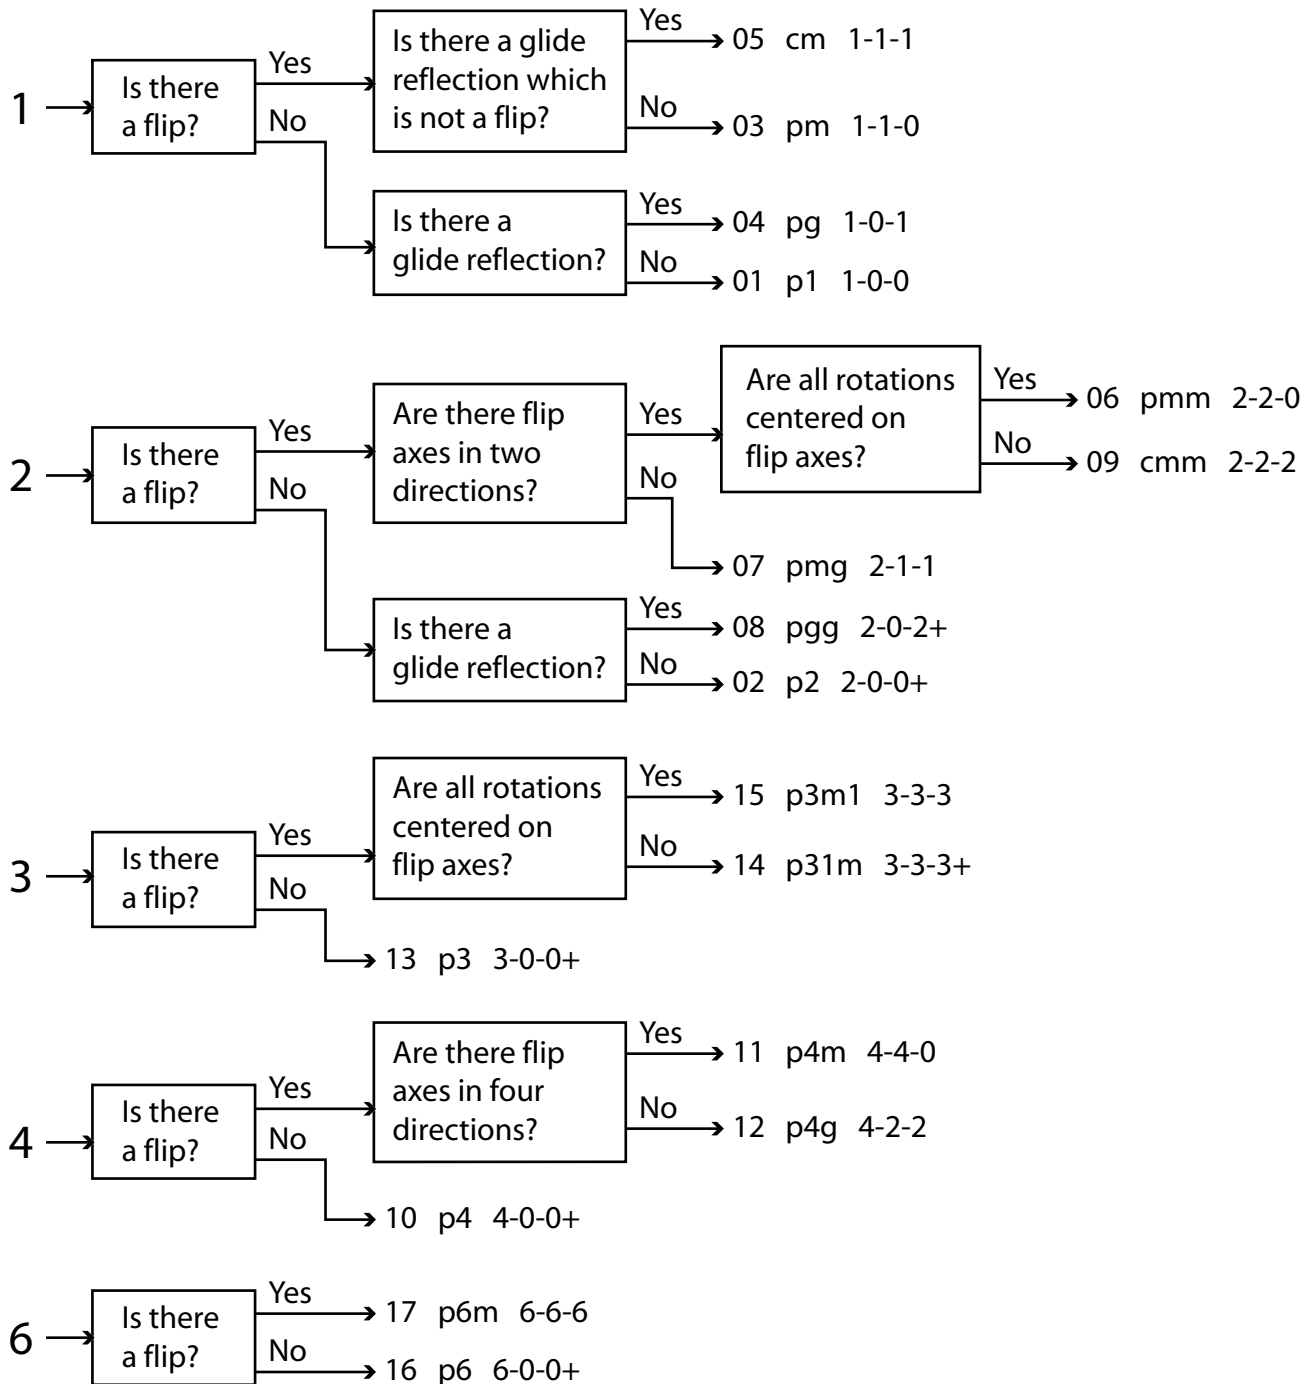 1
Is there
a flip?
Yes
No
Is there a glide
reflection which
is not a flip?
Yes
05 cm 1-1-1
No
03 pm 1-1-0
Is there a
glide reflection?
Yes
04 pg 1-0-1
No
01 p1 1-0-0
2
Is there
a flip?
Yes
No
Are there flip
axes in two
directions?
Yes
No
Are all rotations
centered on
flip axes?
Yes
06 pmm 2-2-0
No
09 cmm 2-2-2
07 pmg 2-1-1
Is there a
glide reflection?
Yes
08 pgg 2-0-2+
No
02 p2 2-0-0+
3
Is there
a flip?
Yes
No
Are all rotations
centered on
flip axes?
Yes
15 p3m1 3-3-3
No
14 p31m 3-3-3+
13 p3 3-0-0+
4
Is there
a flip?
Yes
No
Are there flip
axes in four
directions?
Yes
11 p4m 4-4-0
No
12 p4g 4-2-2
10 p4 4-0-0+
6
Is there
a flip?
Yes
17 p6m 6-6-6
No
16 p6 6-0-0+